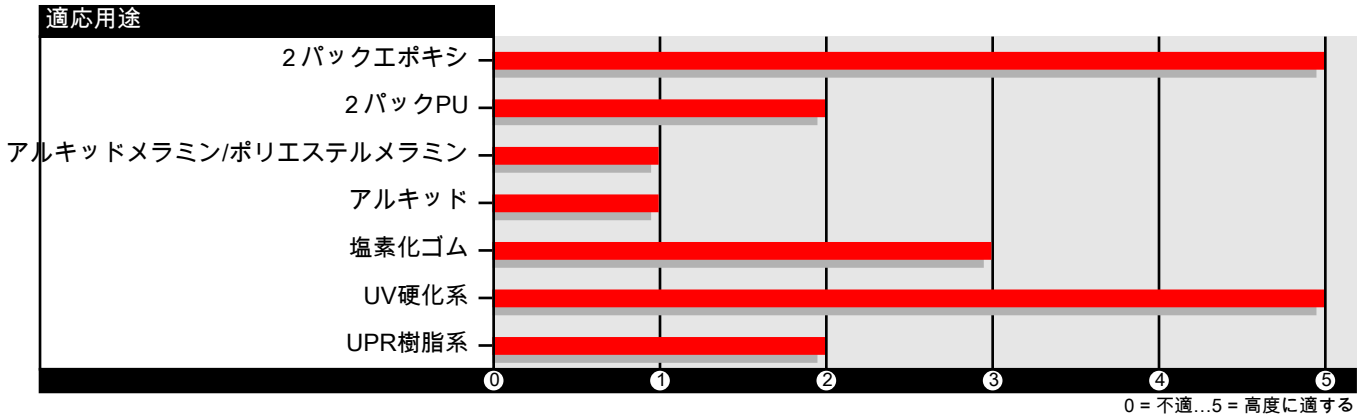 適応用途
2パックエポキシ
2パックPU
アルキッドメラミン/ポリエステルメラミン
アルキッド
塩素化ゴム
UV硬化系
UPR樹脂系
0 1 2 3 4 5
0 = 不適…5 = 高度に適する